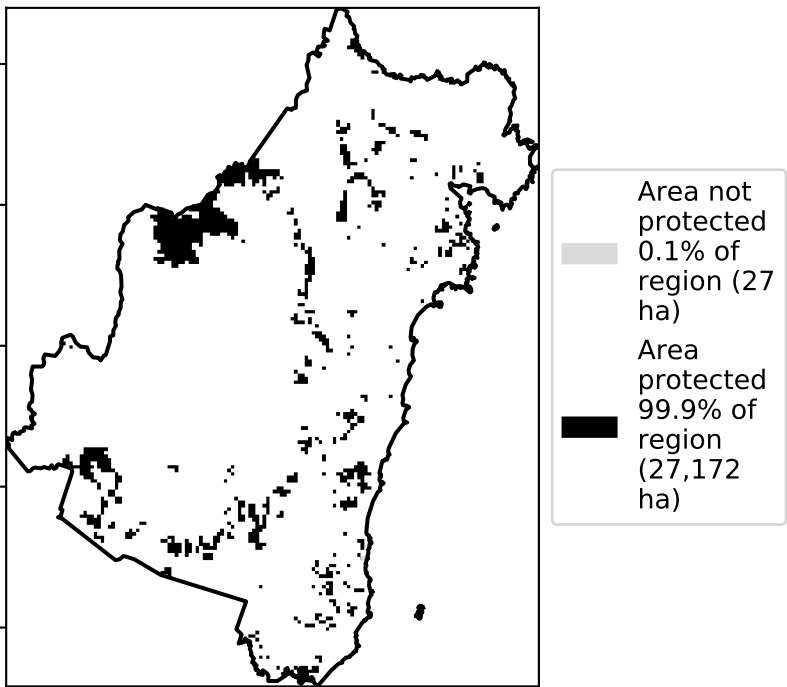 Area not
protected
0.1% of
region (27
ha)
Area
protected
99.9% of
region
(27,172
ha)